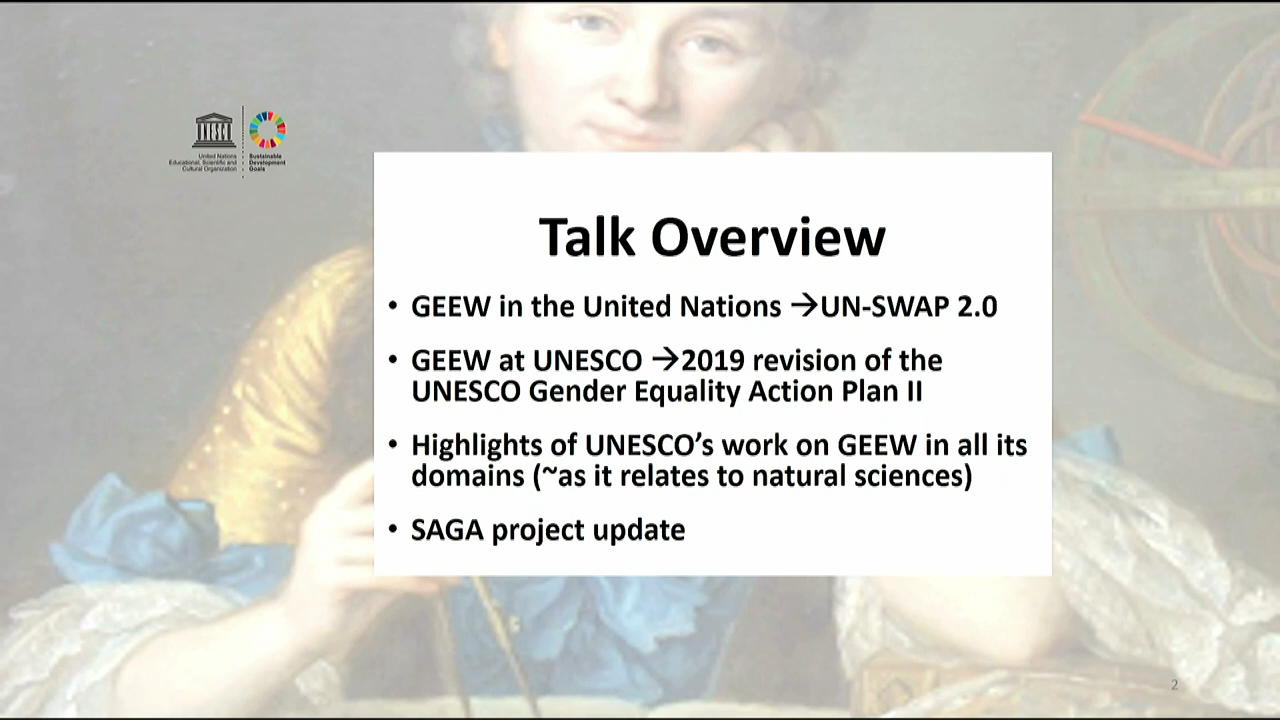 United Nations
Educational, Scientific and
Cultural Organization
Sustainable
Development
Goals
Talk Overview
• GEEW in the United Nations →UN-SWAP 2.0
• GEEW at UNESCO →2019 revision of the
UNESCO Gender Equality Action Plan II
• Highlights of UNESCO’s work on GEEW in all its
domains (~as it relates to natural sciences)
• SAGA project update
2